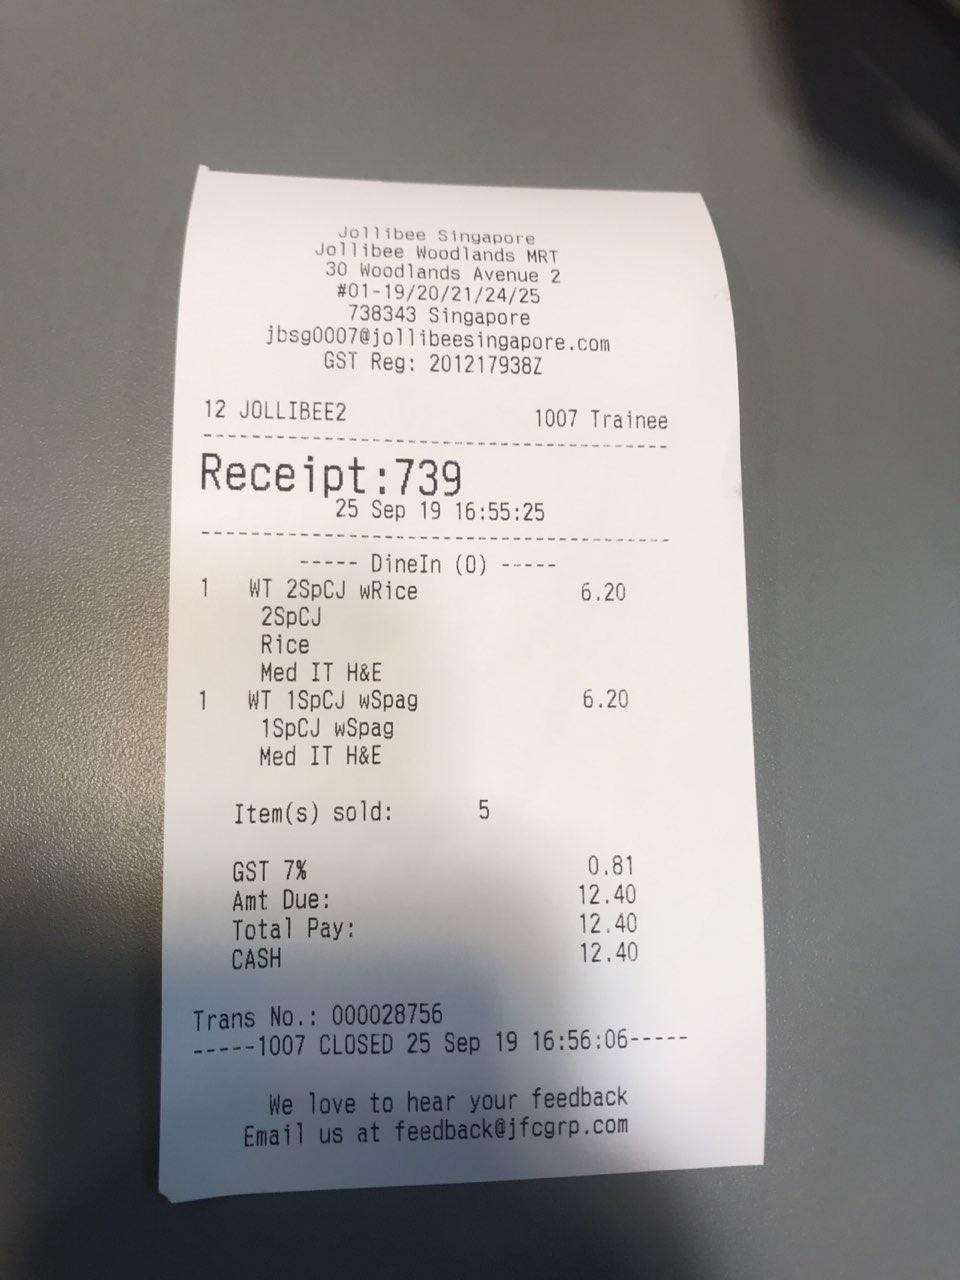 Jollibee Singapore
Jollibee Woodlands MRT
30 Woodlands Avenue 2
#01-19/20/21/24/25
738343 Singapore
jbsg0007@jollibeesingapore.com
GST Reg: 201217938Z
12 JOLLIBEE2 1007 Trainee
Receipt:739
25 Sep 19 16:55:25
----- DineIn (0) -----
1 WT 2SpCJ wRice 6.20
2SpCJ
Rice
Med IT H&E
1 WT 1SpCJ wSpag 6.20
1SpCJ wSpag
Med IT H&E
Item(s) sold: 5
GST 7% 0.81
Amt Due: 12.40
Total Pay: 12.40
CASH 12.40
Trans No.: 000028756
-----1007 CLOSED 25 Sep 19 16:56:06-----
We love to hear your feedback
Email us at feedback@jfcgrp.com